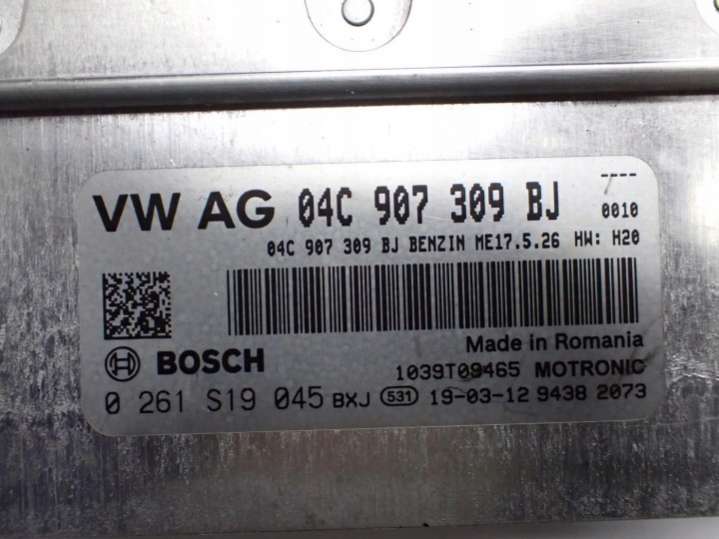 VW AG 04C 907 309 BJ ----
0010
04C 907 309 BJ BENZIN ME17.5.26 HW: H20
Made in Romania
BOSCH 1039T09465 MOTRONIC
0 261 S19 045 BXJ 531 19-03-12 9438 2073